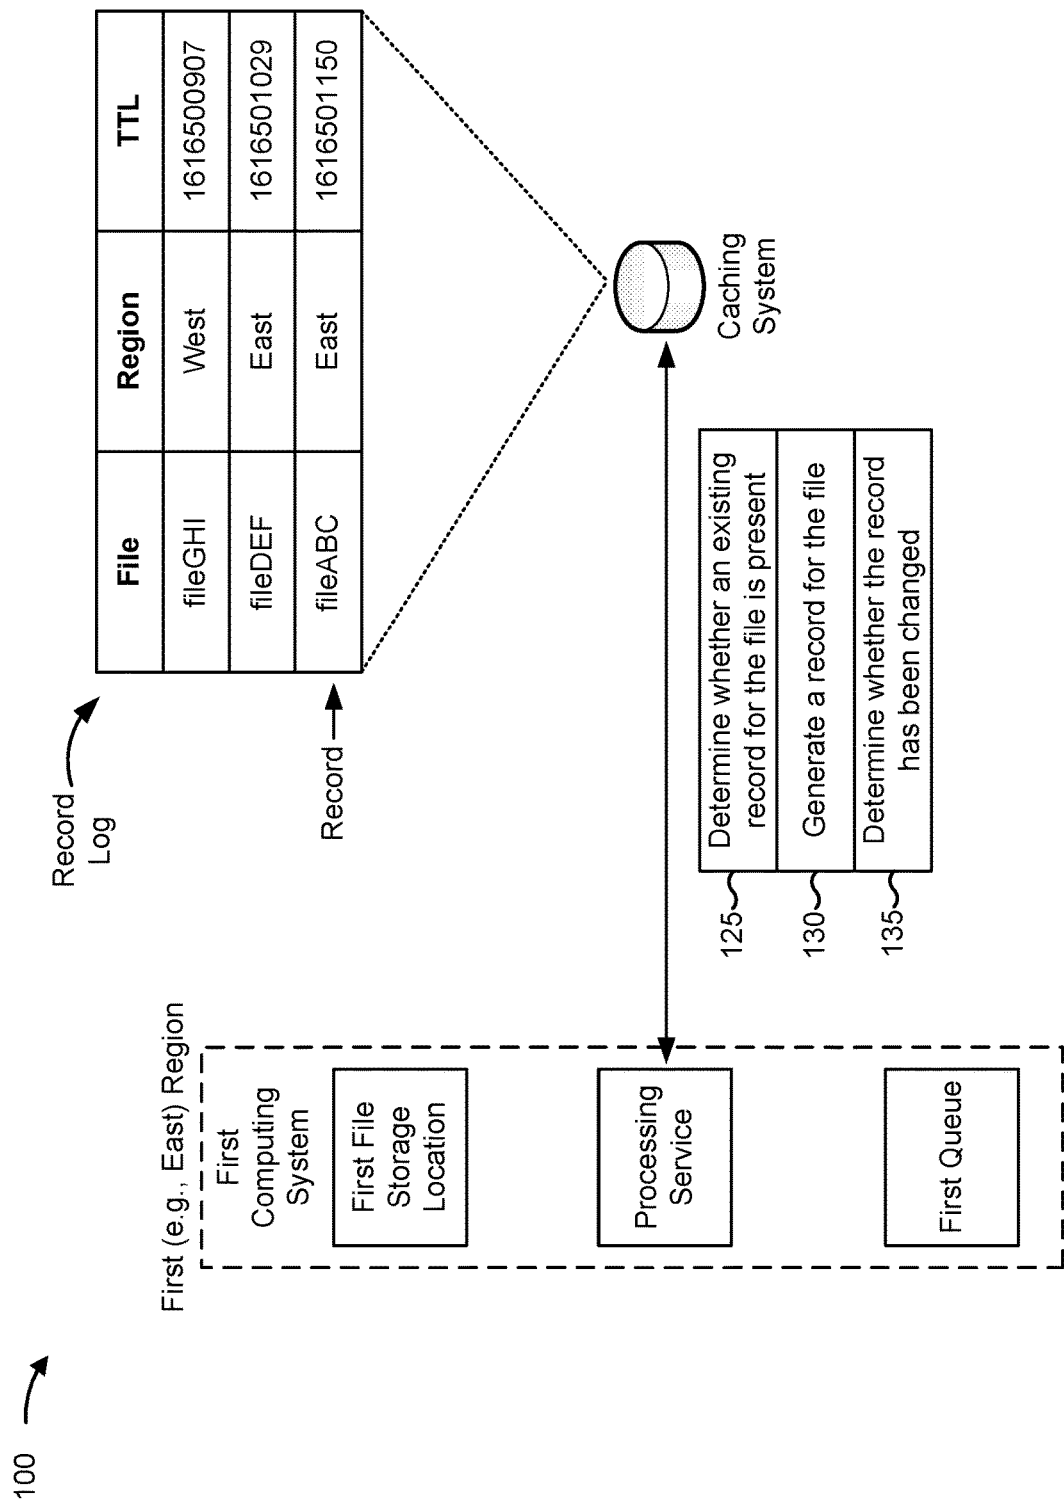 100
First (e.g., East) Region
First
Computing
System
First File
Storage
Location
Processing
Service
First Queue
Record
Log
Record
File Region TTL
fileGHI West 1616500907
fileDEF East 1616501029
fileABC East 1616501150
Caching
System
125 Determine whether an existing
record for the file is present
130 Generate a record for the file
135 Determine whether the record
has been changed